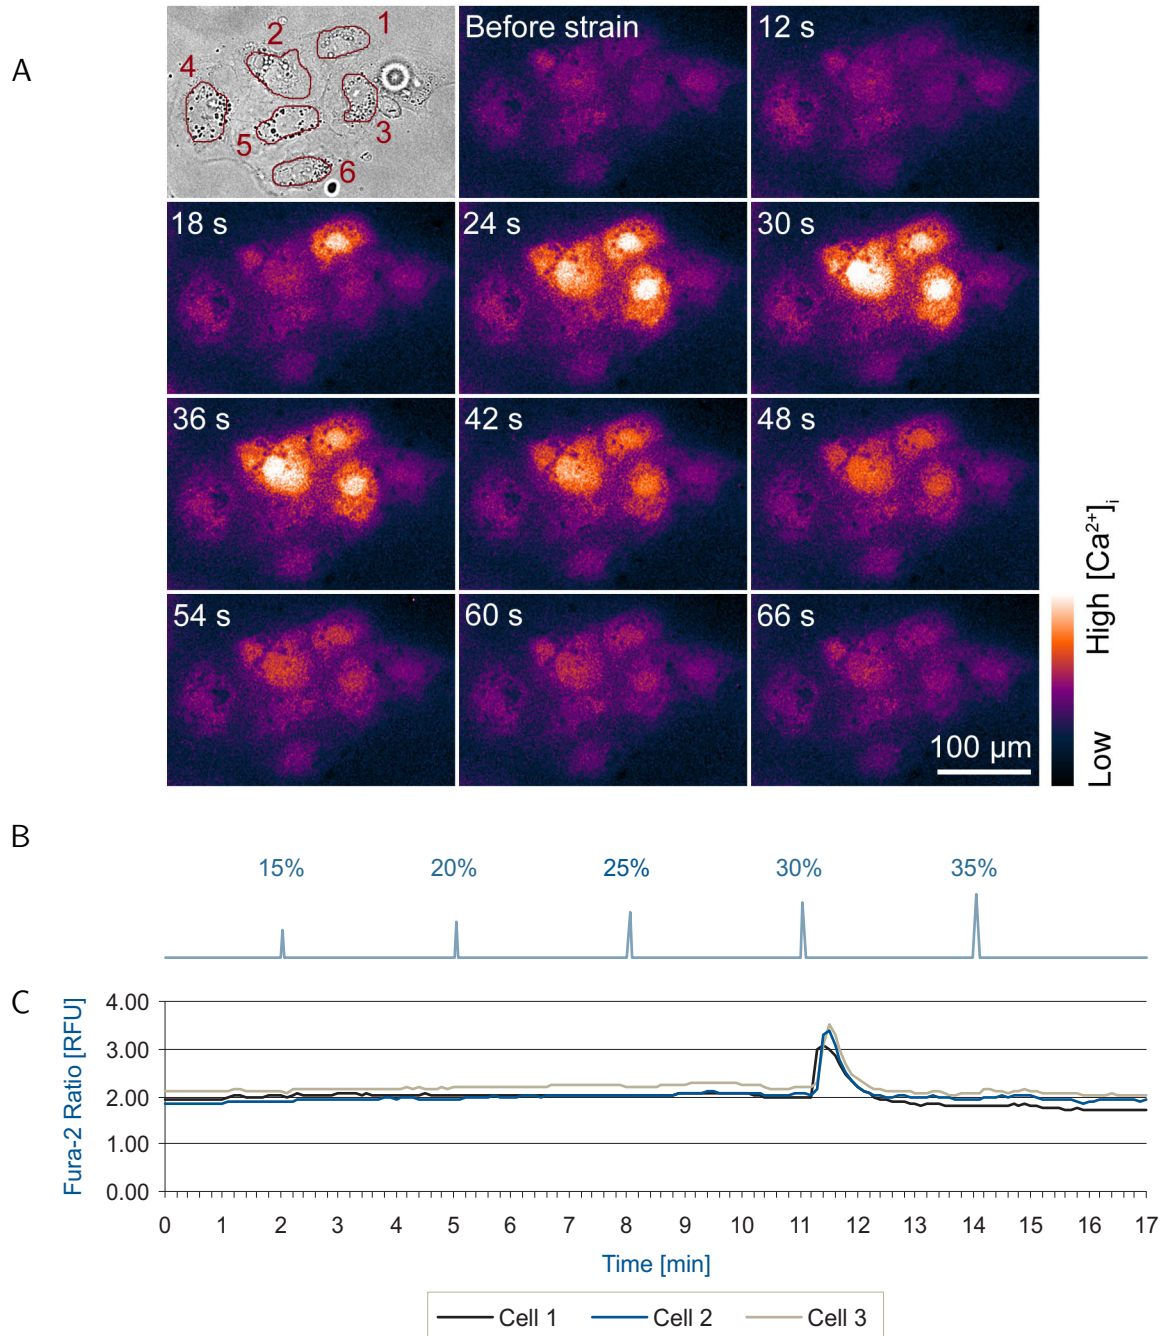 A
1
2
3
4
5
6
Before strain
12 s
18 s
24 s
30 s
36 s
42 s
48 s
54 s
60 s
66 s
100 µm
Low High [Ca²⁺]ᵢ
B
15% 20% 25% 30% 35%
C
Fura-2 Ratio [RFU]
4.00
3.00
2.00
1.00
0.00
0 1 2 3 4 5 6 7 8 9 10 11 12 13 14 15 16 17
Time [min]
Cell 1 Cell 2 Cell 3